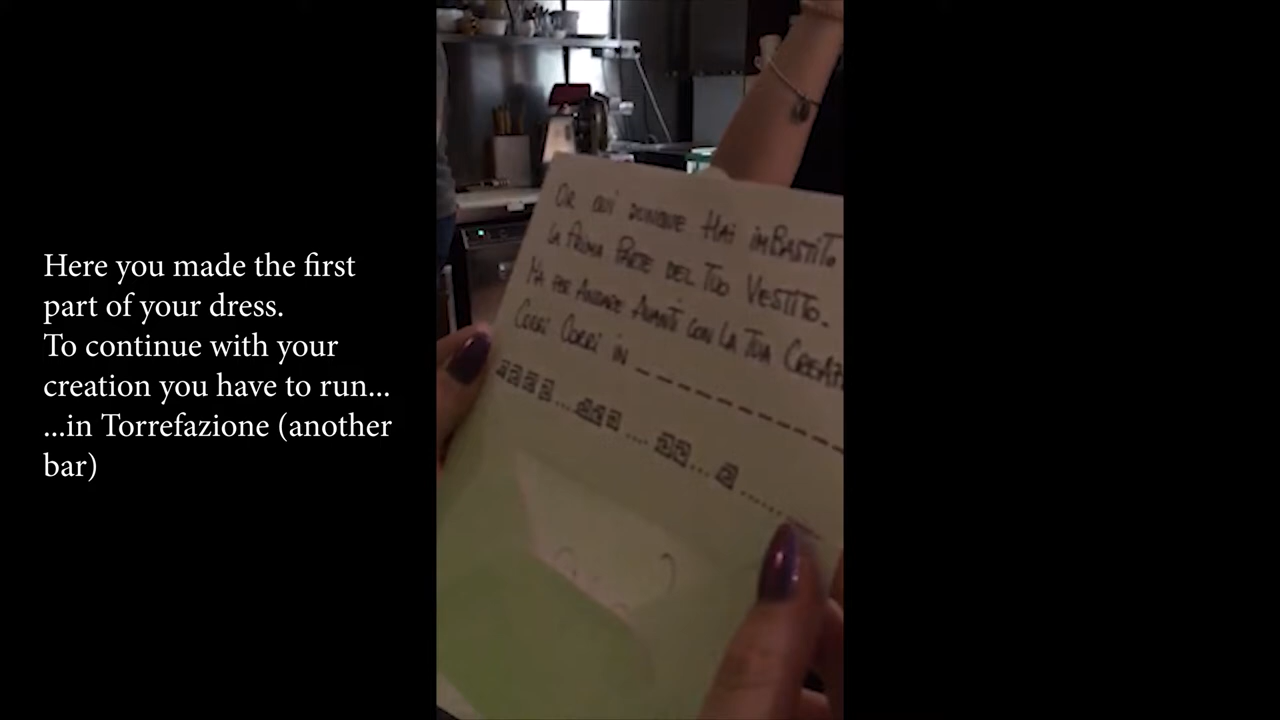 Here you made the first
part of your dress.
To continue with your
creation you have to run...
...in Torrefazione (another
bar)
OR QUI DUNQUE HAI IMBASTITO
LA PRIMA PARTE DEL TUO VESTITO.
MA PER ANDARE AVANTI CON LA TUA CREAZ
CORRI CORRI IN